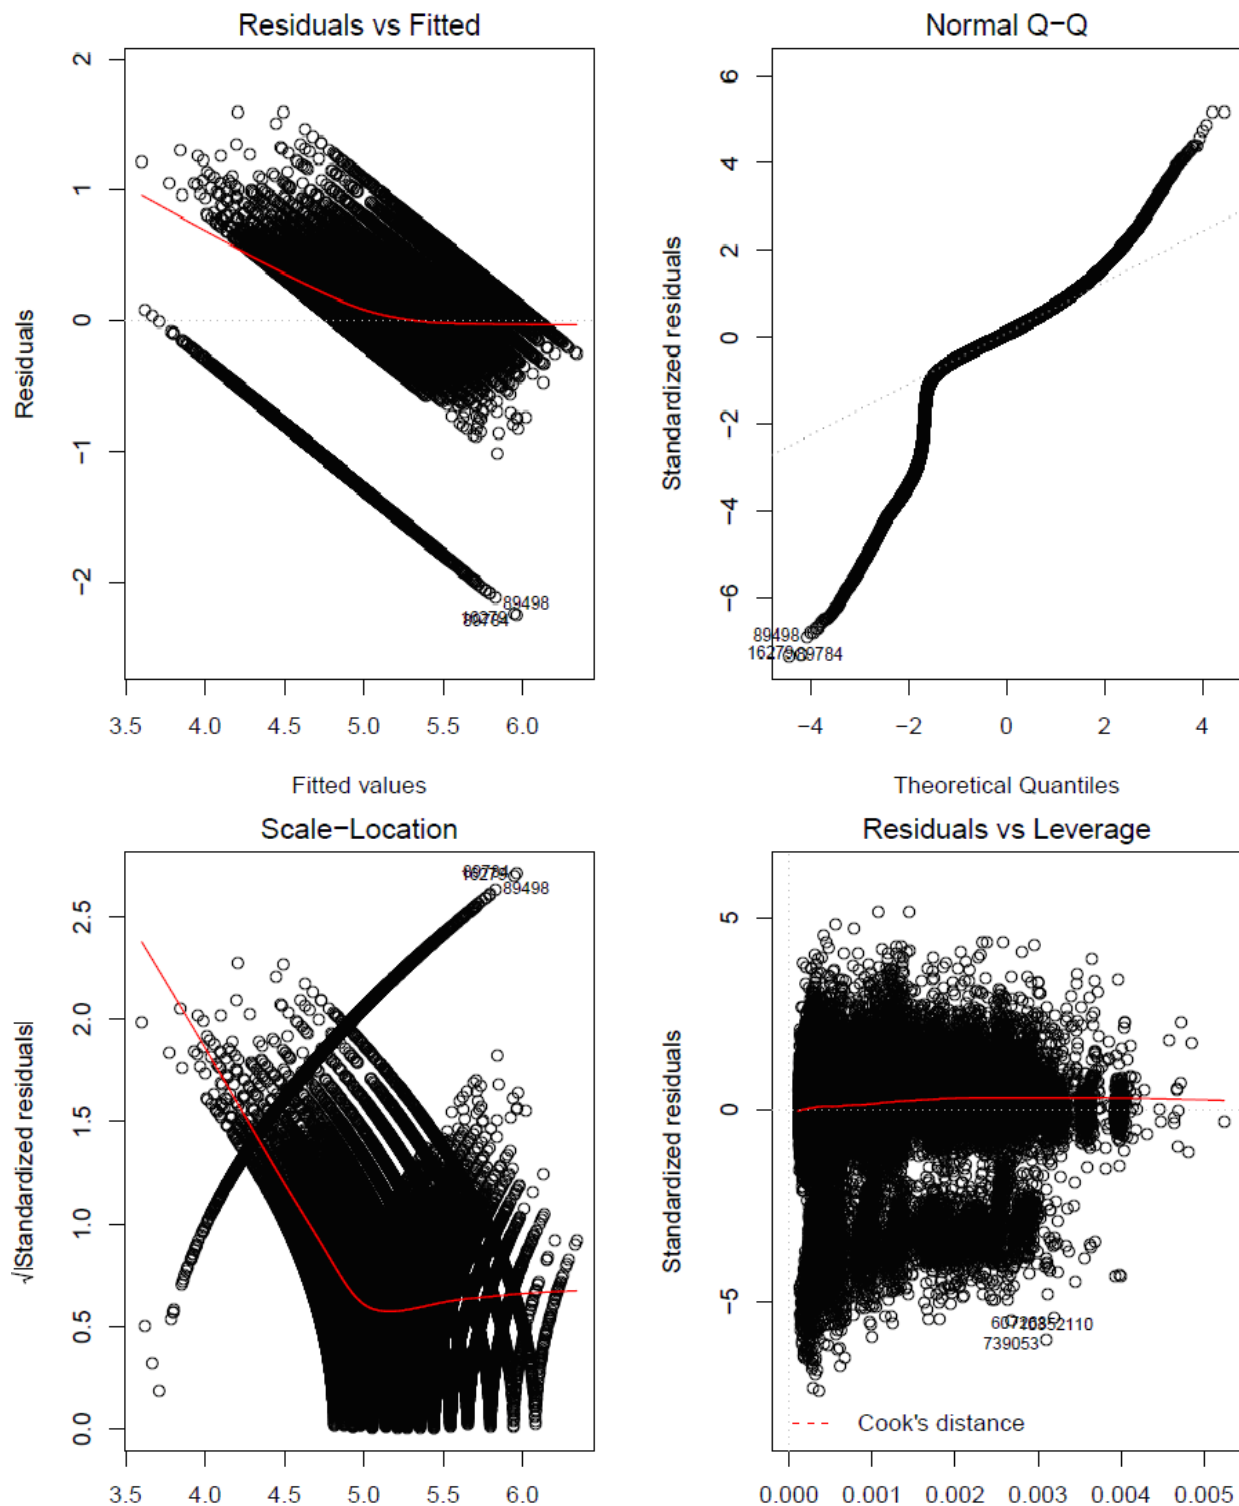 Residuals vs Fitted
Residuals
2
1
0
−1
−2
89498
3.5 4.0 4.5 5.0 5.5 6.0
Fitted values
Normal Q−Q
Standardized residuals
6
4
2
0
−2
−4
−6
89498
89784
−4 −2 0 2 4
Theoretical Quantiles
Scale−Location
√|Standardized residuals|
2.5
2.0
1.5
1.0
0.5
0.0
89498
3.5 4.0 4.5 5.0 5.5 6.0
Residuals vs Leverage
Standardized residuals
5
0
−5
739053
Cook's distance
0.000 0.001 0.002 0.003 0.004 0.005